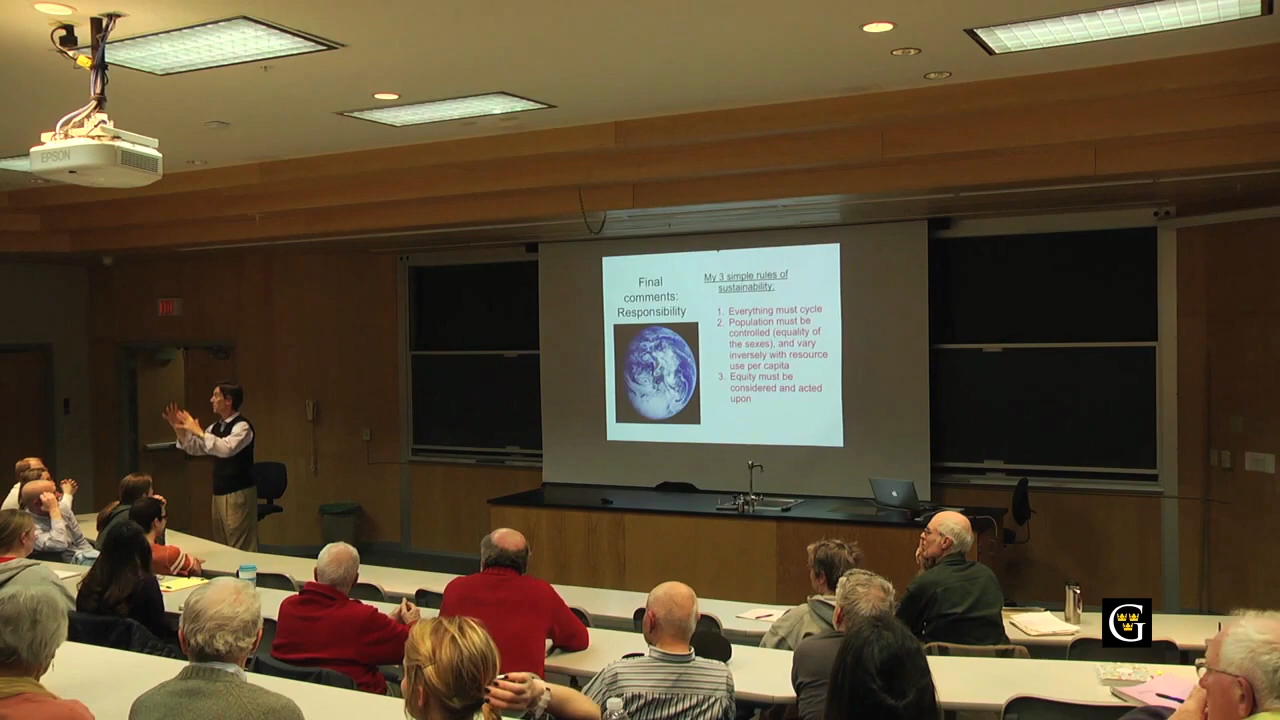 EPSON
Final
comments:
Responsibility
My 3 simple rules of
sustainability:
1. Everything must cycle
2. Population must be
controlled (equality of
the sexes), and vary
inversely with resource
use per capita
3. Equity must be
considered and acted
upon
G